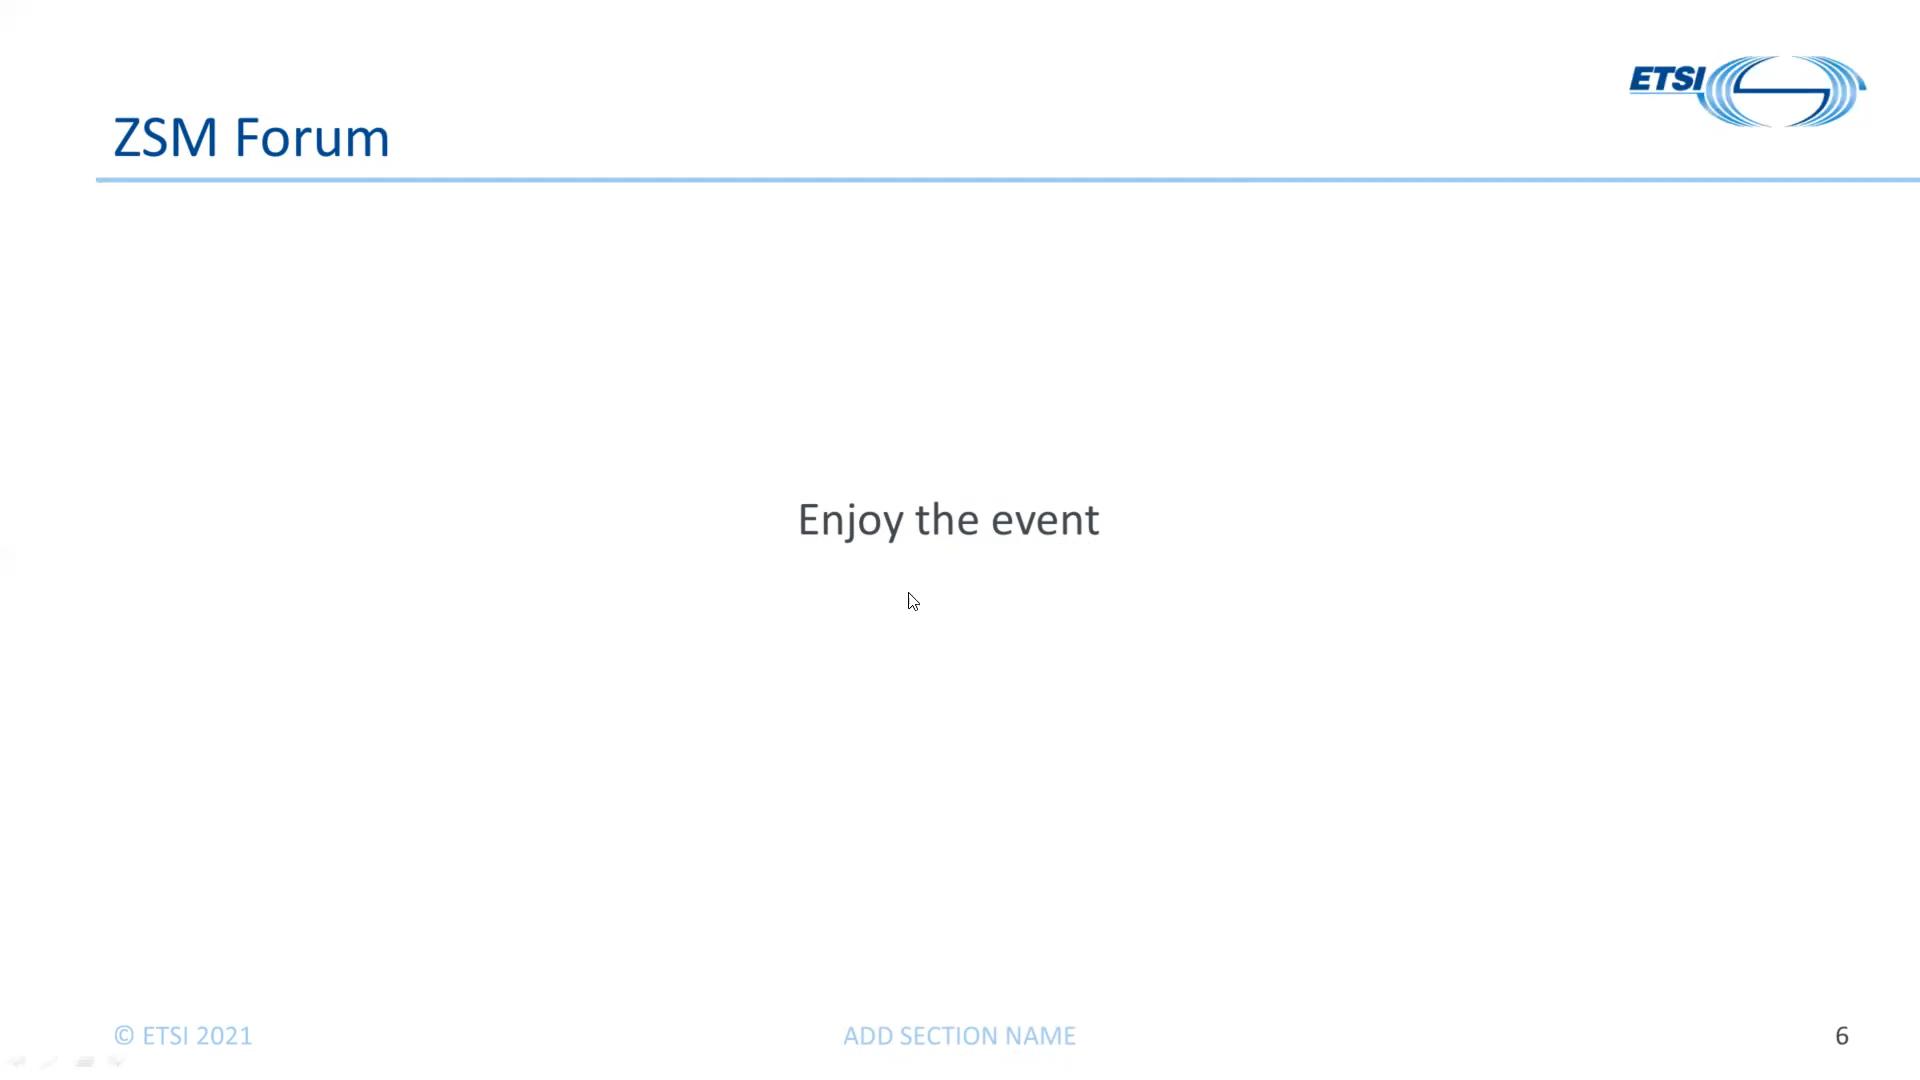 ETSI
ZSM Forum
Enjoy the event
© ETSI 2021
ADD SECTION NAME
6